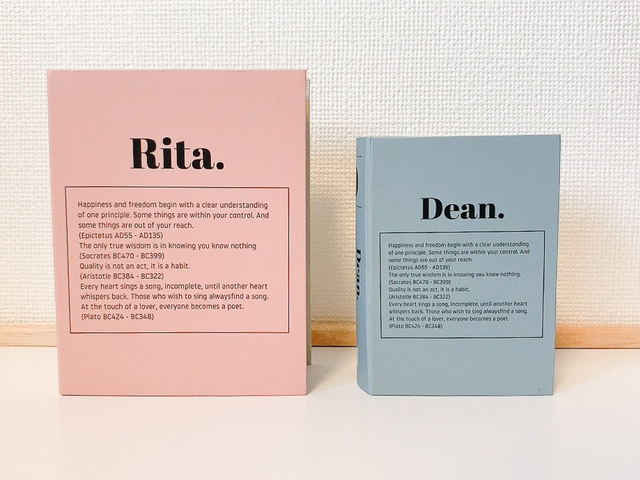 Rita.
Happiness and freedom begin with a clear understanding
of one principle. Some things are within your control. And
some things are out of your reach.
(Epictetus AD55 - AD135)
The only true wisdom is in knowing you know nothing.
(Socrates BC470 - BC399)
Quality is not an act, it is a habit.
(Aristotle BC384 - BC322)
Every heart sings a song, incomplete, until another heart
whispers back. Those who wish to sing alwaysfind a song.
At the touch of a lover, everyone becomes a poet.
(Plato BC424 - BC348)
Dean.
Dean.
Happiness and freedom begin with a clear understanding
of one principle. Some things are within your control. And
some things are out of your reach.
(Epictetus AD55 - AD135)
The only true wisdom is in knowing you know nothing.
(Socrates BC470 - BC399)
Quality is not an act, it is a habit.
(Aristotle BC384 - BC322)
Every heart sings a song, incomplete, until another heart
whispers back. Those who wish to sing alwaysfind a song.
At the touch of a lover, everyone becomes a poet.
(Plato BC424 - BC348)